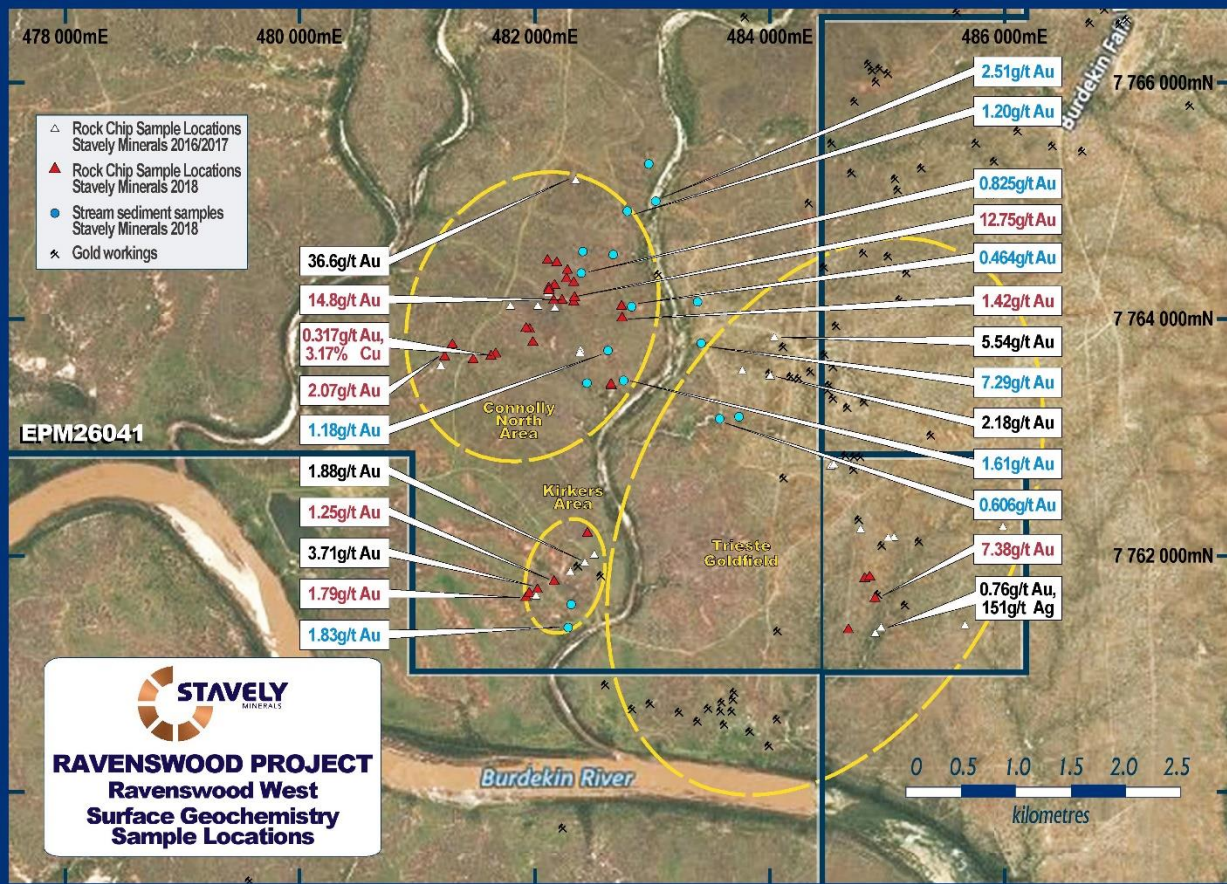 478 000mE
480 000mE
482 000mE
484 000mE
486 000mE
7 766 000mN
7 764 000mN
7 762 000mN
Rock Chip Sample Locations
Stavely Minerals 2016/2017
Rock Chip Sample Locations
Stavely Minerals 2018
Stream sediment samples
Stavely Minerals 2018
Gold workings
36.6g/t Au
14.8g/t Au
0.317g/t Au,
3.17% Cu
2.07g/t Au
1.18g/t Au
EPM26041
1.88g/t Au
1.25g/t Au
3.71g/t Au
1.79g/t Au
1.83g/t Au
Connolly
North
Area
Kirkers
Area
Trieste
Goldfield
2.51g/t Au
1.20g/t Au
0.825g/t Au
12.75g/t Au
0.464g/t Au
1.42g/t Au
5.54g/t Au
7.29g/t Au
2.18g/t Au
1.61g/t Au
0.606g/t Au
7.38g/t Au
0.76g/t Au,
151g/t Ag
Burdekin
Burdekin River
STAVELY
MINERALS
RAVENSWOOD PROJECT
Ravenswood West
Surface Geochemistry
Sample Locations
0 0.5 1.0 1.5 2.0 2.5
kilometres